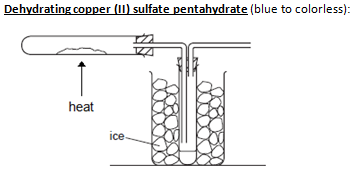 Dehydrating copper (II) sulfate pentahydrate (blue to colorless):
heat
ice